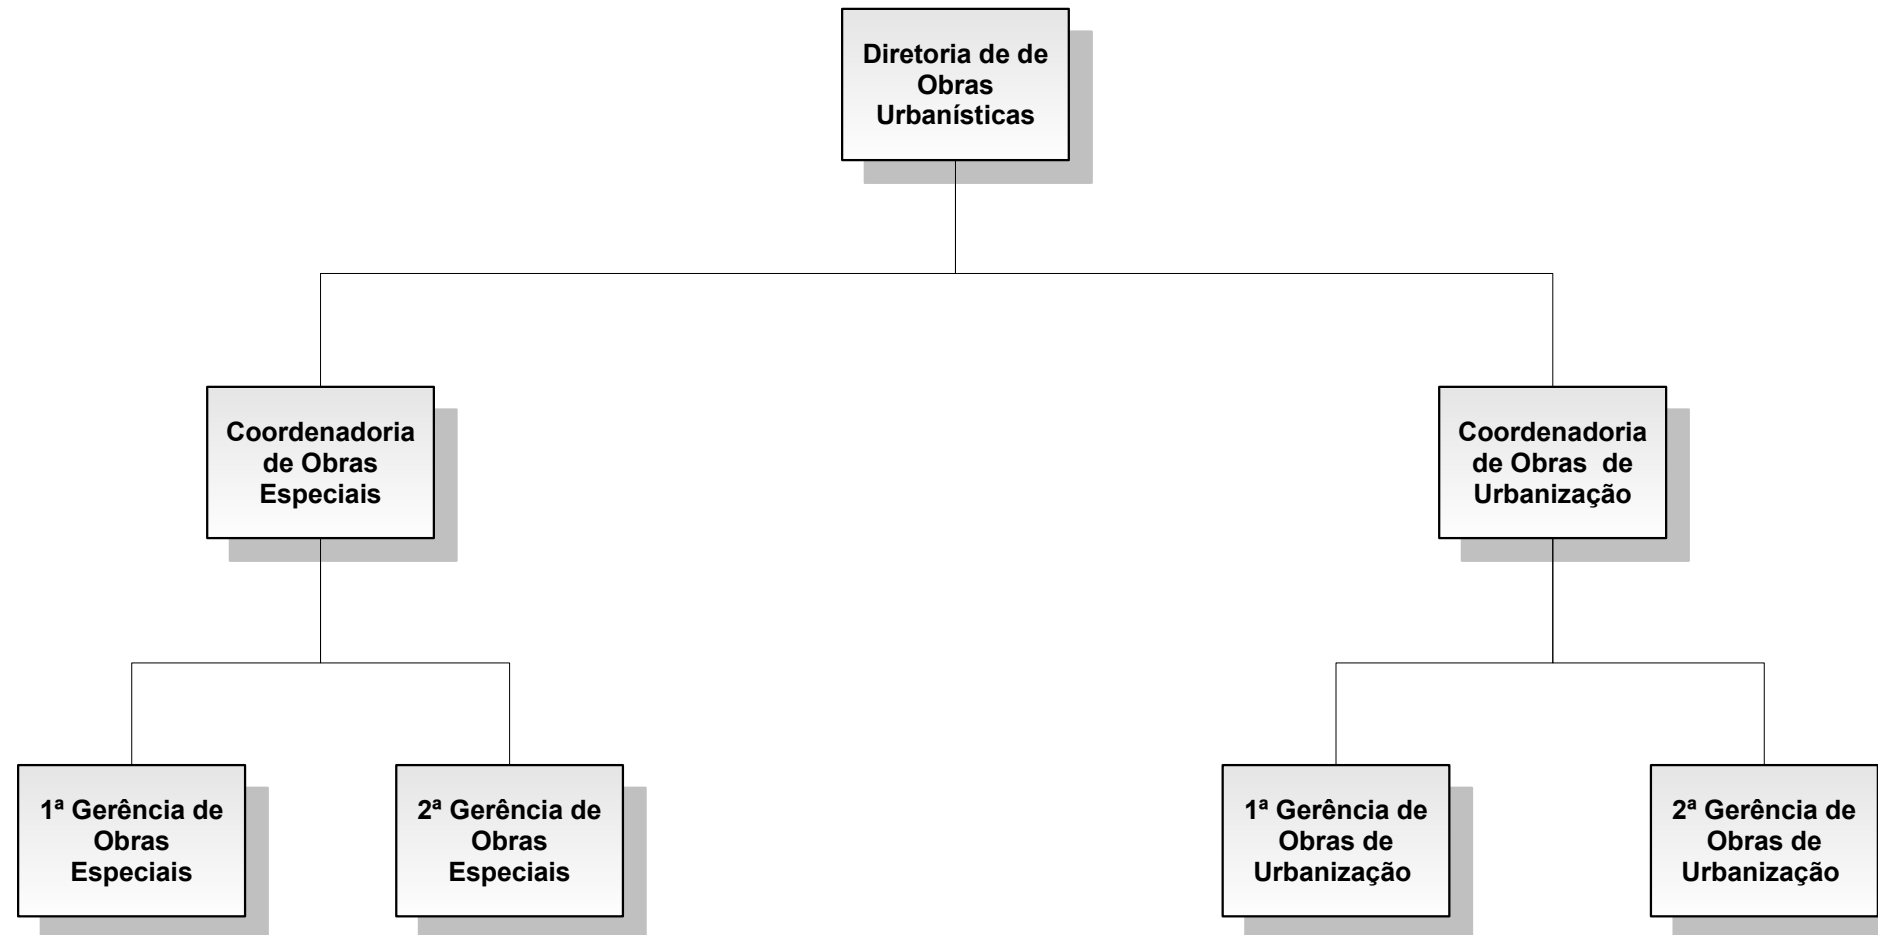 Diretoria de de
Obras
Urbanísticas
Coordenadoria
de Obras
Especiais
Coordenadoria
de Obras  de
Urbanização
1ª Gerência de
Obras
Especiais
2ª Gerência de
Obras
Especiais
1ª Gerência de
Obras de
Urbanização
2ª Gerência de
Obras de
Urbanização